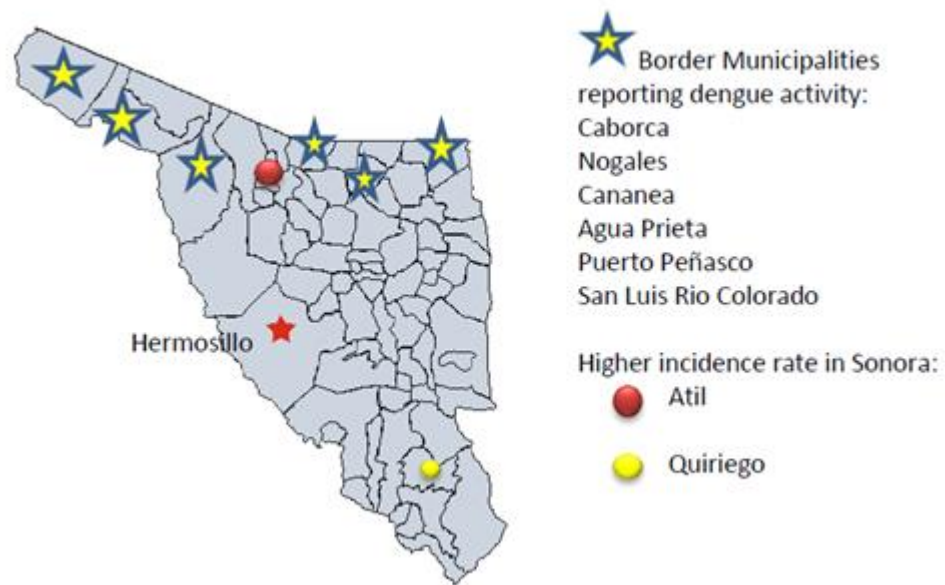 Border Municipalities
reporting dengue activity:
Caborca
Nogales
Cananea
Agua Prieta
Puerto Peñasco
San Luis Rio Colorado
Hermosillo
Higher incidence rate in Sonora:
Atil
Quiriego